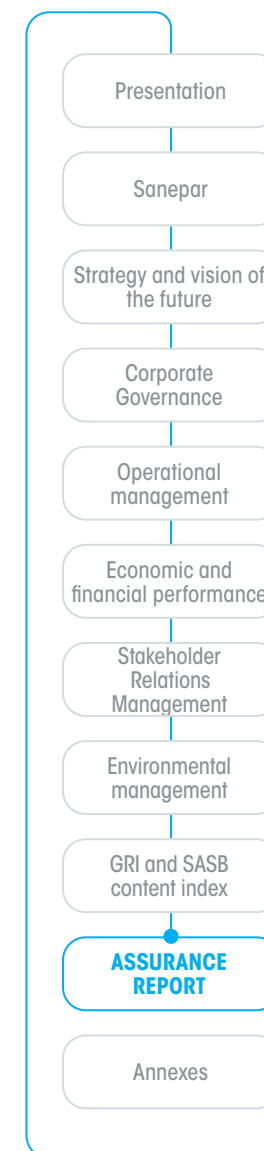 Presentation
Sanepar
Strategy and vision of
the future
Corporate
Governance
Operational
management
Economic and
financial performance
Stakeholder
Relations
Management
Environmental
management
GRI and SASB
content index
ASSURANCE
REPORT
Annexes